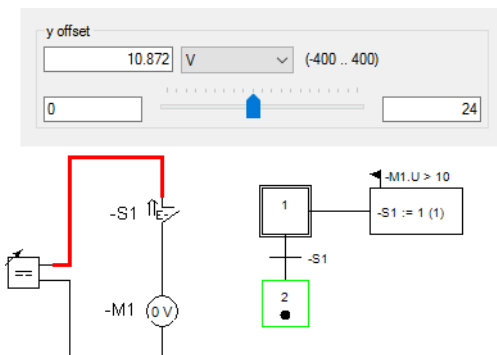 y offset
10.872 V (-400 .. 400)
0 24
-M1.U > 10
1 -S1 := 1 (1)
-S1 E
-S1
2
-M1 0 V